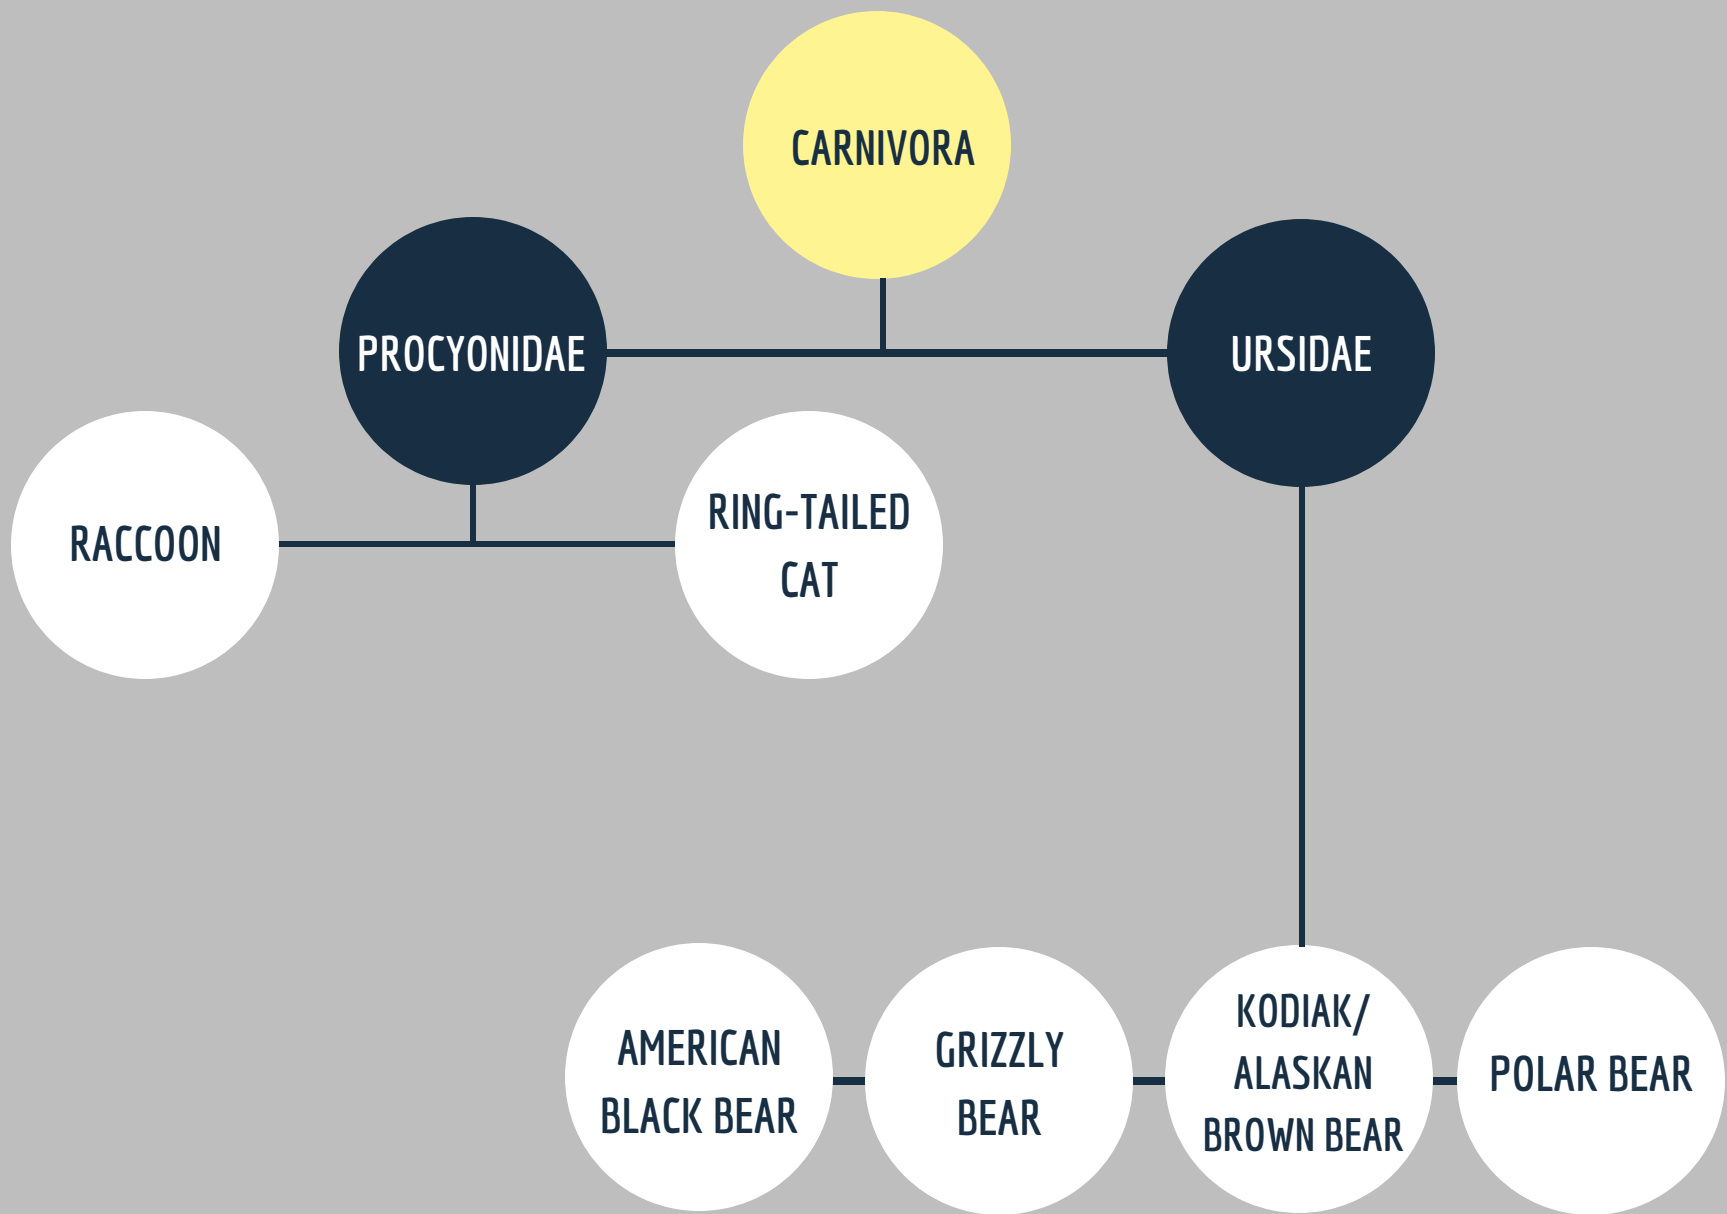 CARNIVORA
PROCYONIDAE
URSIDAE
RACCOON
RING-TAILED
CAT
AMERICAN
BLACK BEAR
GRIZZLY
BEAR
KODIAK/
ALASKAN
BROWN BEAR
POLAR BEAR